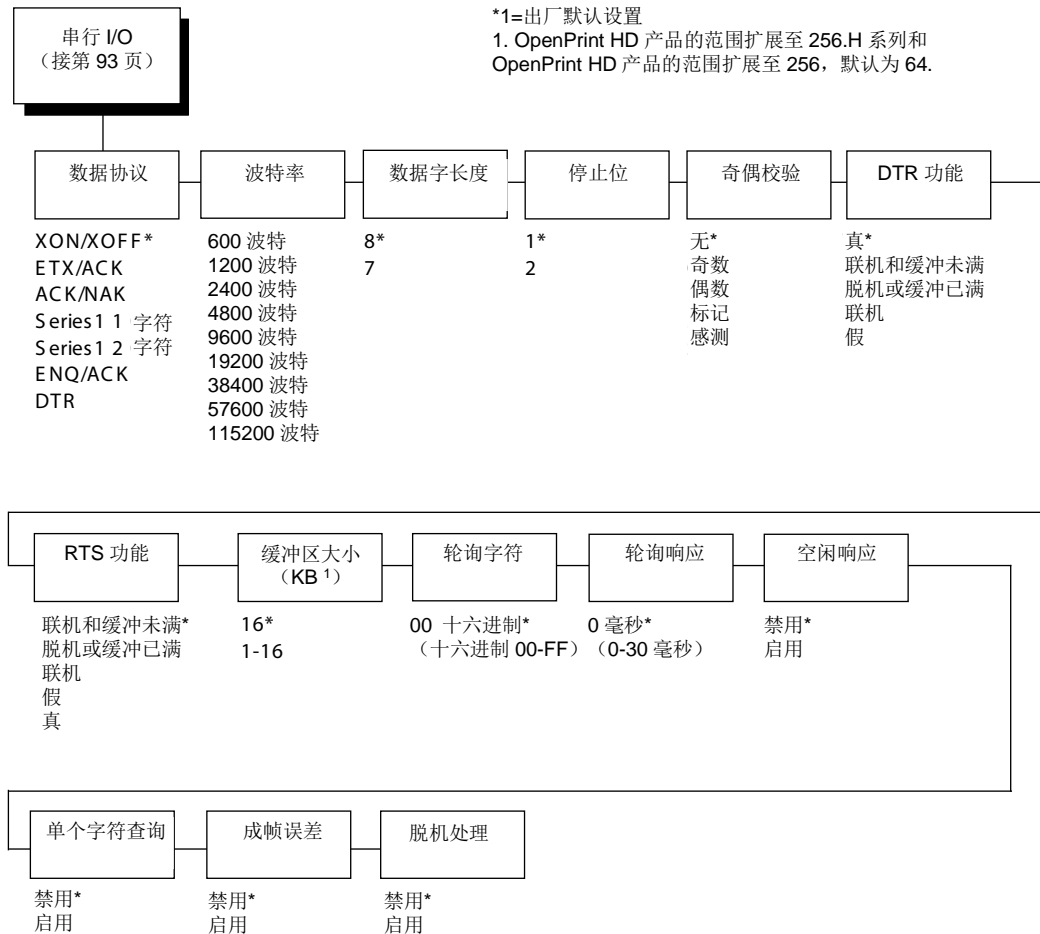 串行 I/O
（接第 93 页）
*1=出厂默认设置
1. OpenPrint HD 产品的范围扩展至 256.H 系列和
OpenPrint HD 产品的范围扩展至 256，默认为 64.
数据协议
XON/XOFF*
ETX/ACK
ACK/NAK
Series1 1 字符
Series1 2 字符
ENQ/ACK
DTR
波特率
600 波特
1200 波特
2400 波特
4800 波特
9600 波特
19200 波特
38400 波特
57600 波特
115200 波特
数据字长度
8*
7
停止位
1*
2
奇偶校验
无*
奇数
偶数
标记
感测
DTR 功能
真*
联机和缓冲未满
脱机或缓冲已满
联机
假
RTS 功能
联机和缓冲未满*
脱机或缓冲已满
联机
假
真
缓冲区大小
（KB 1）
16*
1-16
轮询字符
00 十六进制*
（十六进制 00-FF）
轮询响应
0 毫秒*
（0-30 毫秒）
空闲响应
禁用*
启用
单个字符查询
禁用*
启用
成帧误差
禁用*
启用
脱机处理
禁用*
启用